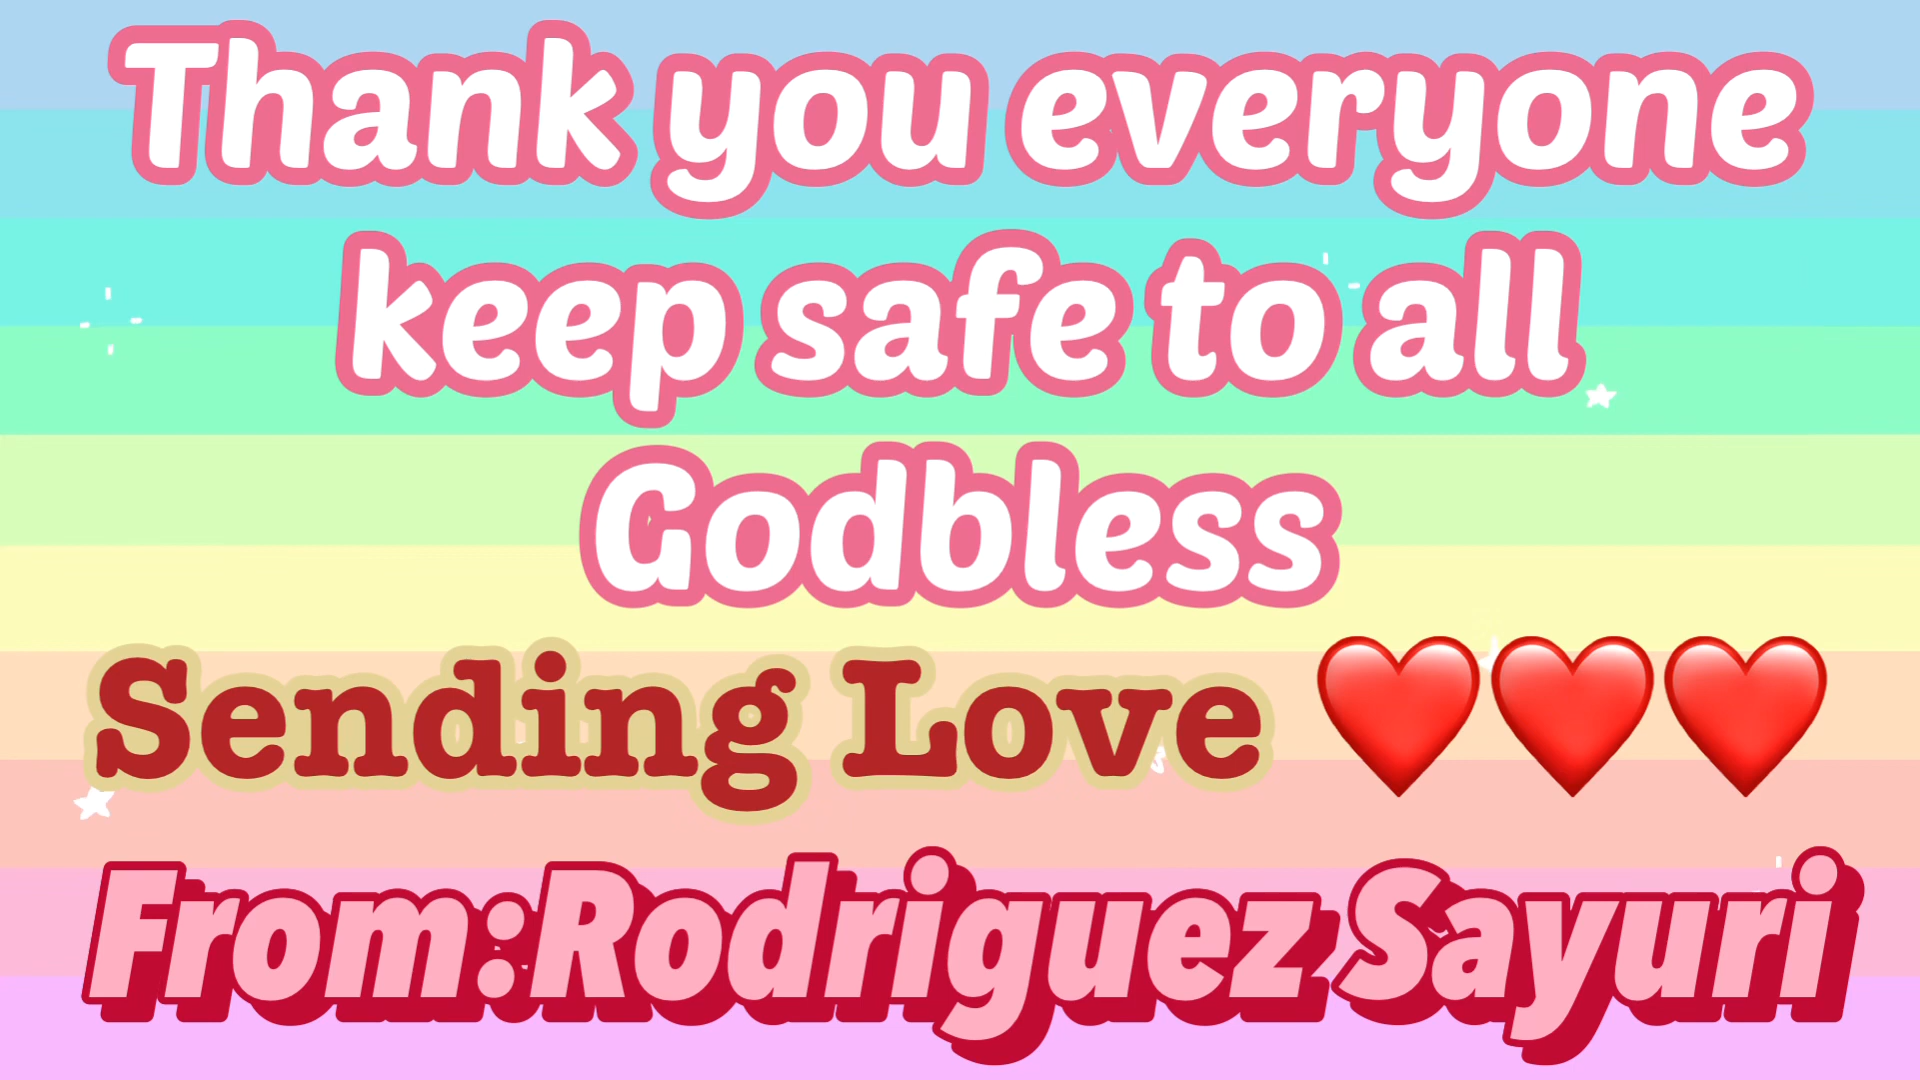 Thank you everyone
keep safe to all
Godbless
Sending Love ❤️❤️❤️
From:Rodriguez Sayuri